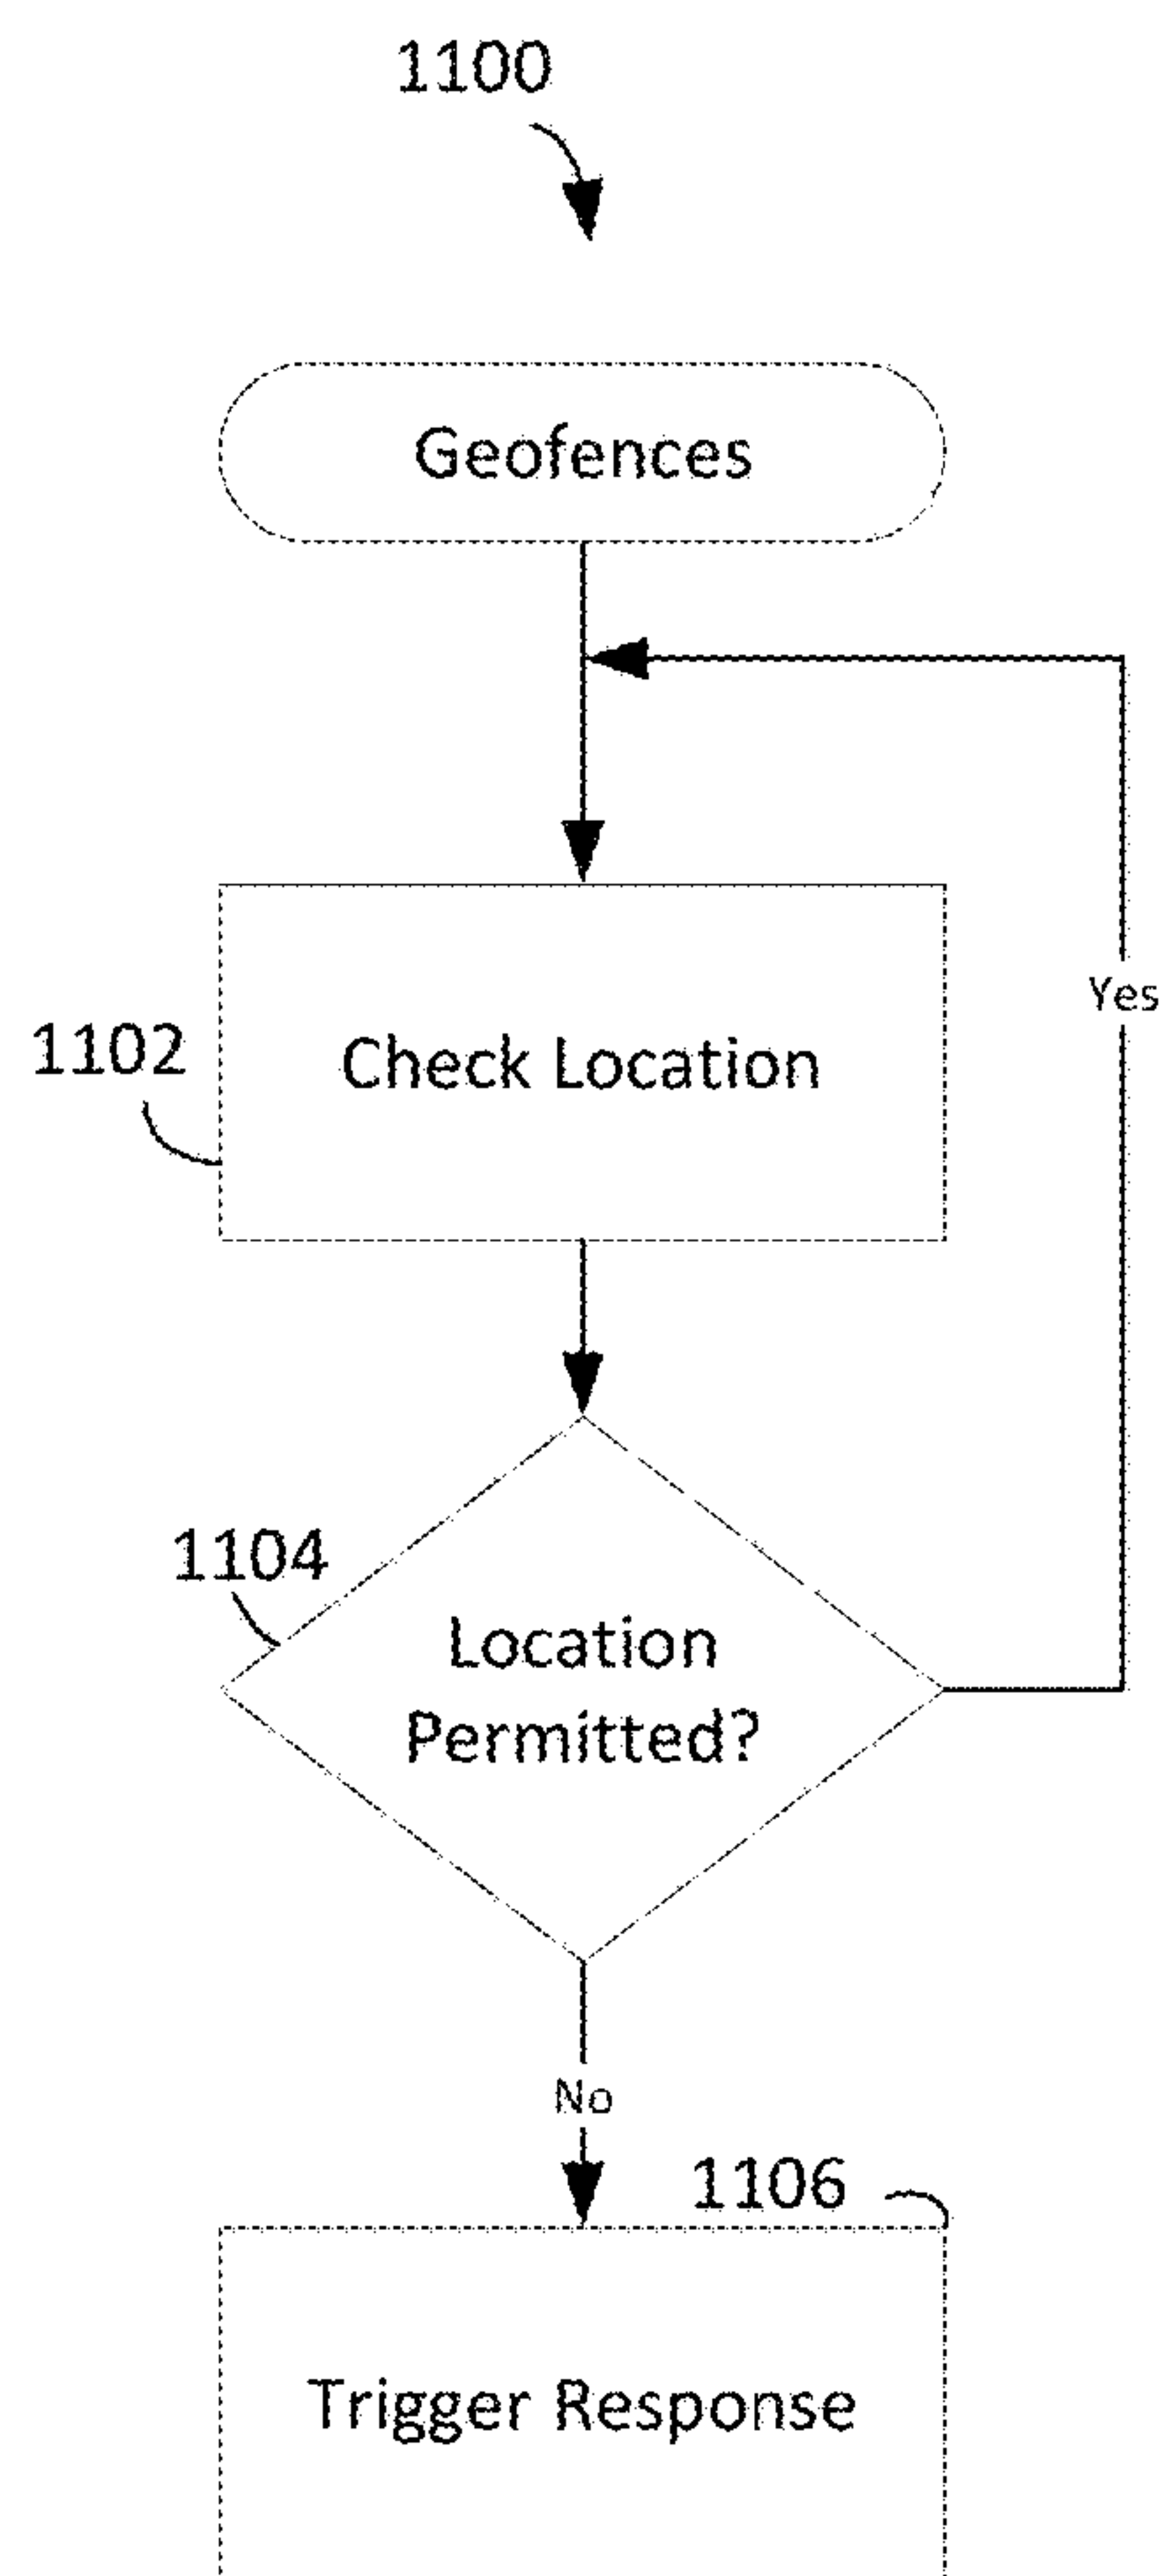 1100
Geofences
Yes
1102
Check Location
1104
Location
Permitted?
No
1106
Trigger Response